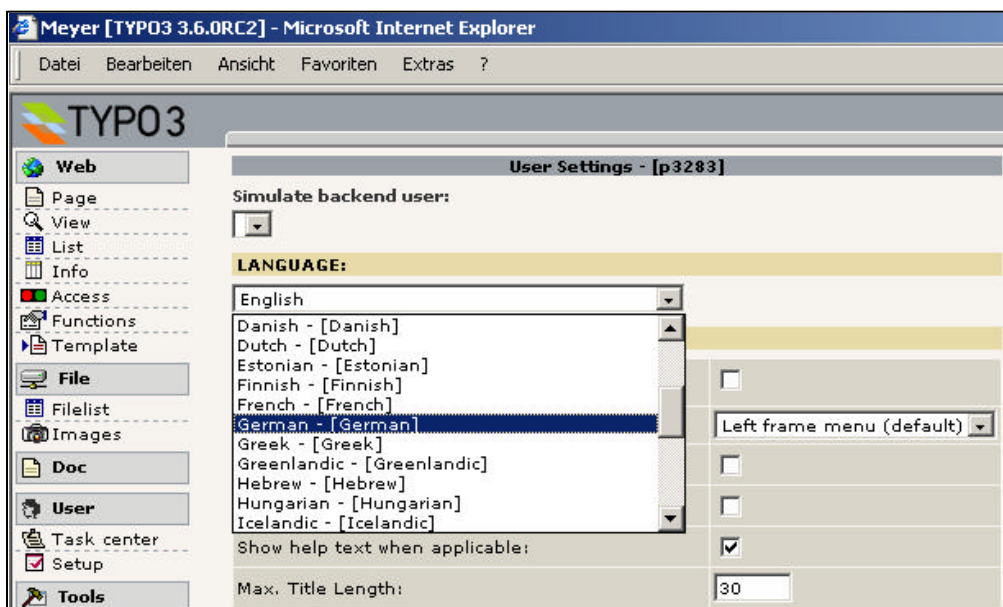 Meyer [TYPO3 3.6.0RC2] - Microsoft Internet Explorer
Datei Bearbeiten Ansicht Favoriten Extras ?
TYPO3
Web
Page
View
List
Info
Access
Functions
Template
File
Filelist
Images
Doc
User
Task center
Setup
Tools
User Settings - [p3283]
Simulate backend user:
LANGUAGE:
English
Danish - [Danish]
Dutch - [Dutch]
Estonian - [Estonian]
Finnish - [Finnish]
French - [French]
German - [German]
Greek - [Greek]
Greenlandic - [Greenlandic]
Hebrew - [Hebrew]
Hungarian - [Hungarian]
Icelandic - [Icelandic]
Left frame menu (default)
Show help text when applicable:
Max. Title Length: 30